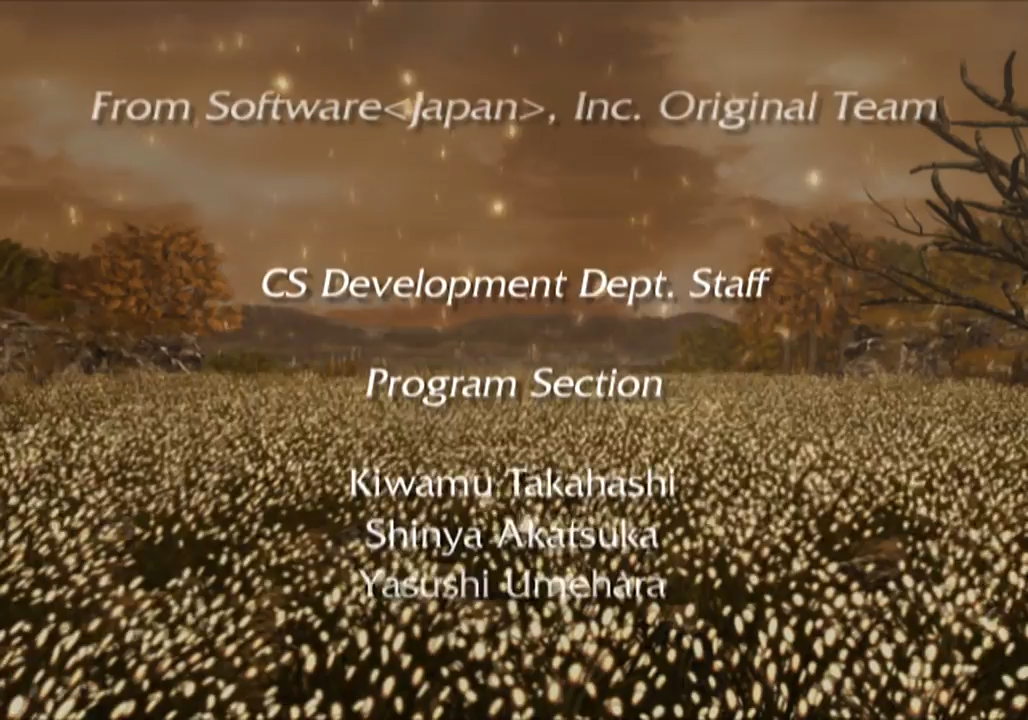 From Software<Japan>, Inc. Original Team
CS Development Dept. Staff
Program Section
Kiwamu Takahashi
Shinya Akatsuka
Yasushi Umehara